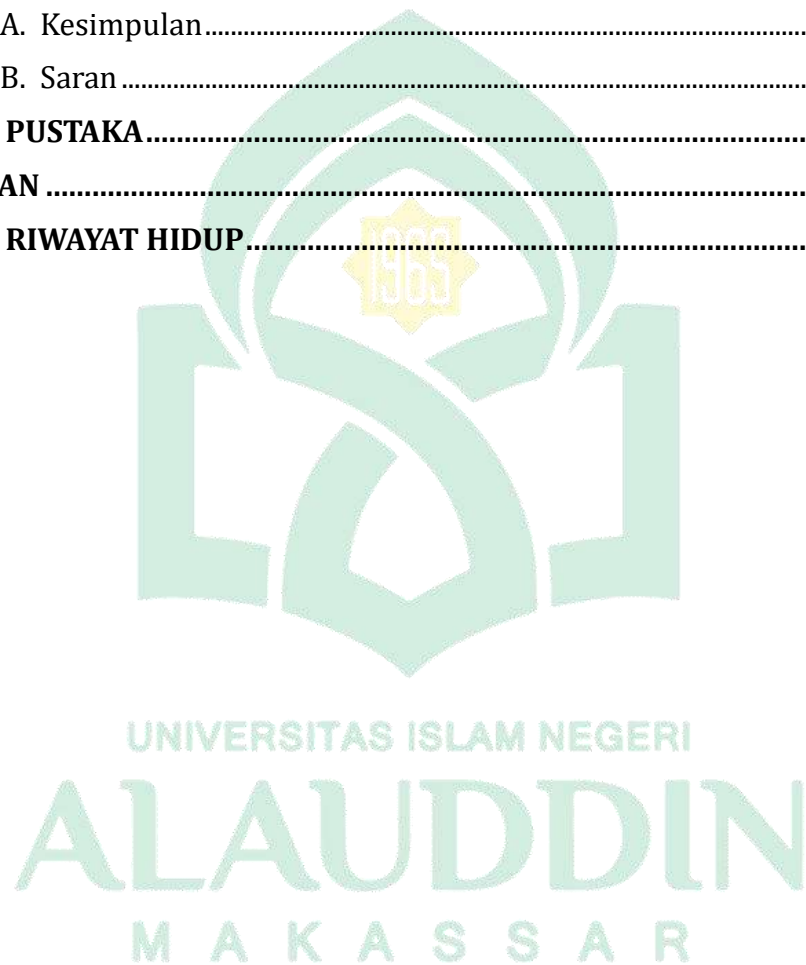 A. Kesimpulan........................................................................
B. Saran........................................................................
PUSTAKA........................................................................
AN ........................................................................
RIWAYAT HIDUP........................................................................
1965
UNIVERSITAS ISLAM NEGERI
ALAUDDIN
MAKASSAR